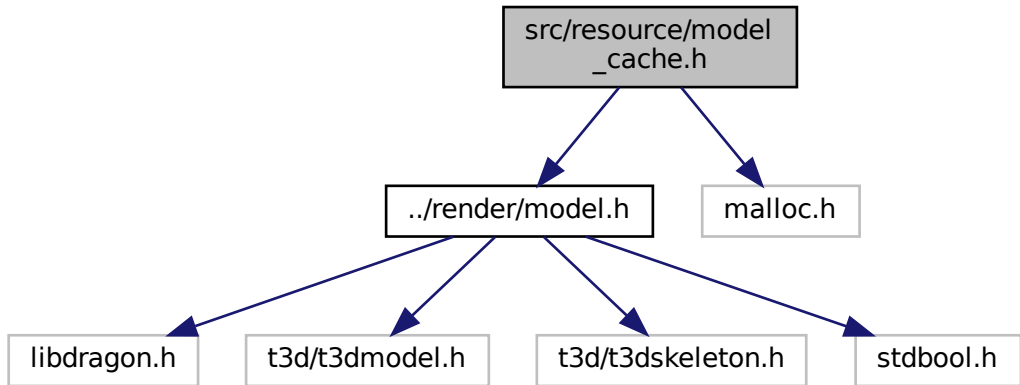 src/resource/model
_cache.h
../render/model.h
malloc.h
libdragon.h
t3d/t3dmodel.h
t3d/t3dskeleton.h
stdbool.h